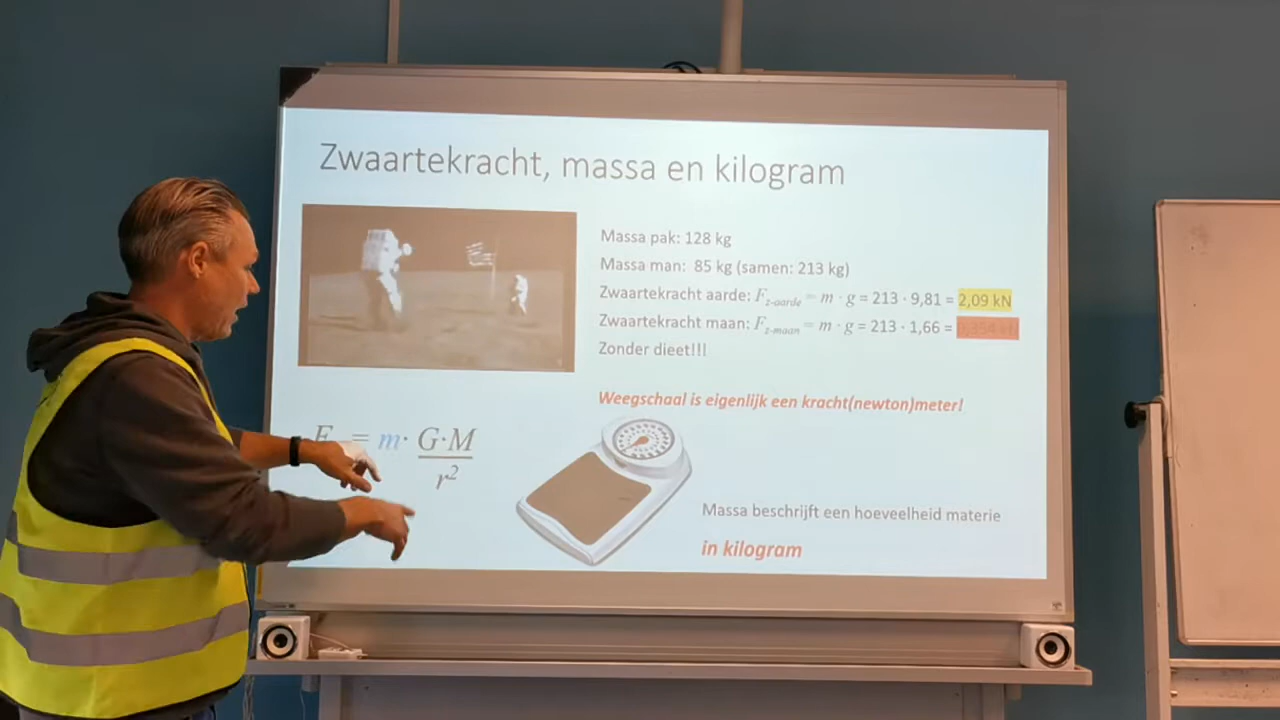 Zwaartekracht, massa en kilogram
Massa pak: 128 kg
Massa man: 85 kg (samen: 213 kg)
Zwaartekracht aarde: F z-aarde = m · g = 213 · 9,81 = 2,09 kN
Zwaartekracht maan: F z-maan = m · g = 213 · 1,66 =
Zonder dieet!!!
Weegschaal is eigenlijk een kracht(newton)meter!
F = m · G·M
r²
Massa beschrijft een hoeveelheid materie
in kilogram